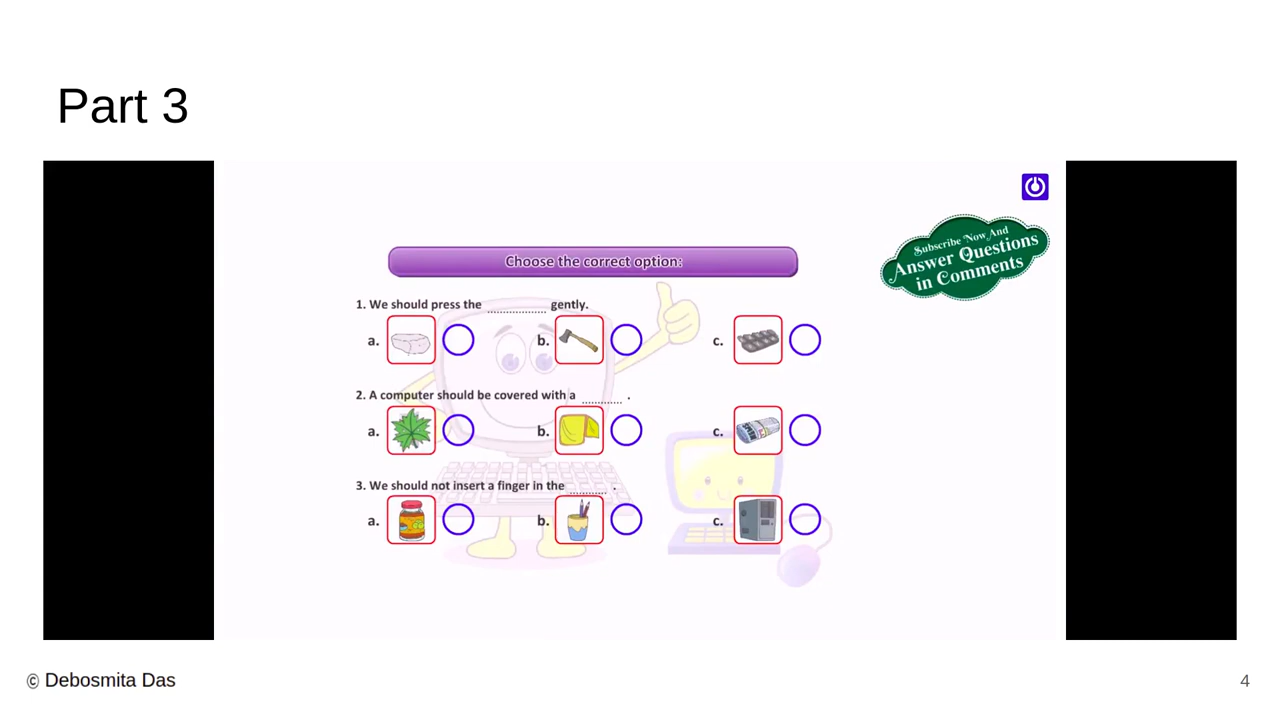 Part 3
Subscribe Now And
Answer Questions
in Comments
Choose the correct option:
1. We should press the .................. gently.
a. b. c.
2. A computer should be covered with a ............ .
a. b. c.
3. We should not insert a finger in the ........... .
a. b. c.
© Debosmita Das
4